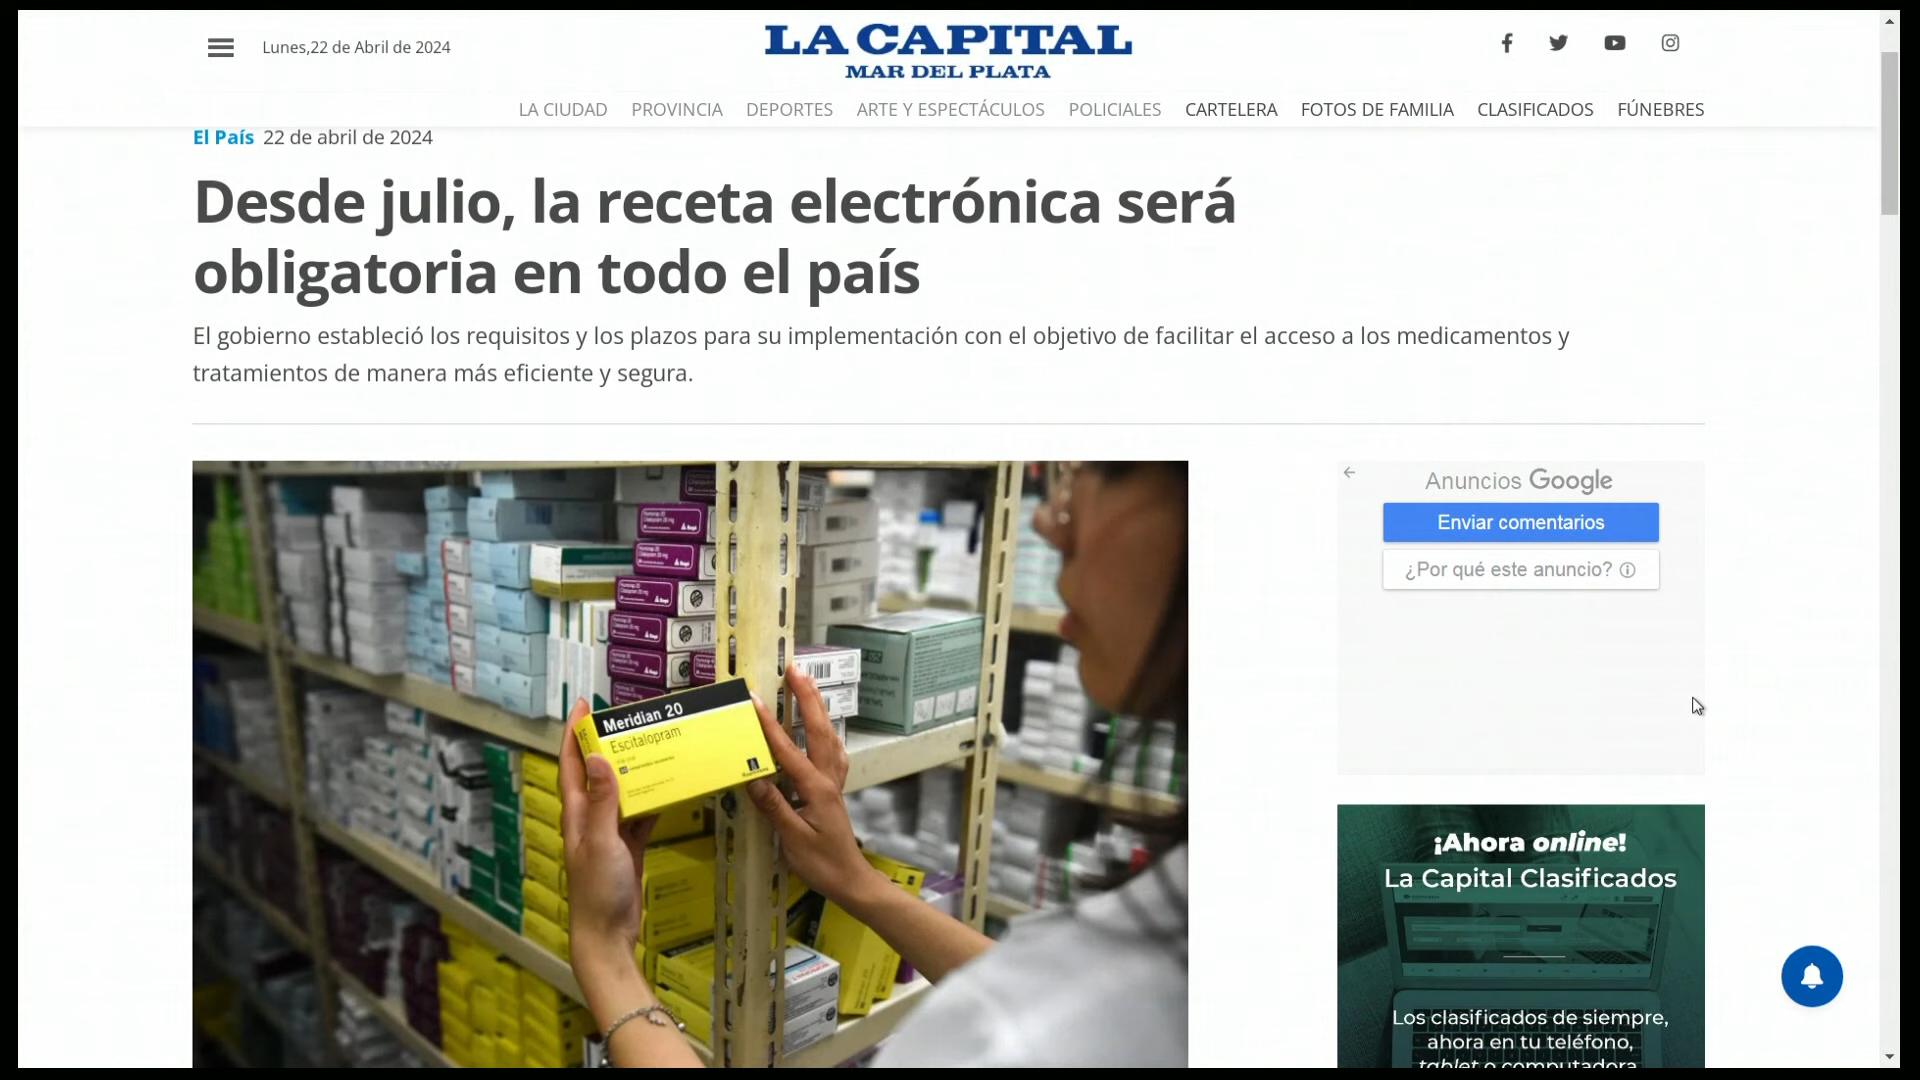 Lunes,22 de Abril de 2024
LA CAPITAL
MAR DEL PLATA
LA CIUDAD PROVINCIA DEPORTES ARTE Y ESPECTÁCULOS POLICIALES CARTELERA FOTOS DE FAMILIA CLASIFICADOS FÚNEBRES
El País 22 de abril de 2024
Desde julio, la receta electrónica será
obligatoria en todo el país
El gobierno estableció los requisitos y los plazos para su implementación con el objetivo de facilitar el acceso a los medicamentos y
tratamientos de manera más eficiente y segura.
Meridian 20
Escitalopram
Anuncios Google
Enviar comentarios
¿Por qué este anuncio?
¡Ahora online!
La Capital Clasificados
Los clasificados de siempre,
ahora en tu teléfono,
tablet o computadora